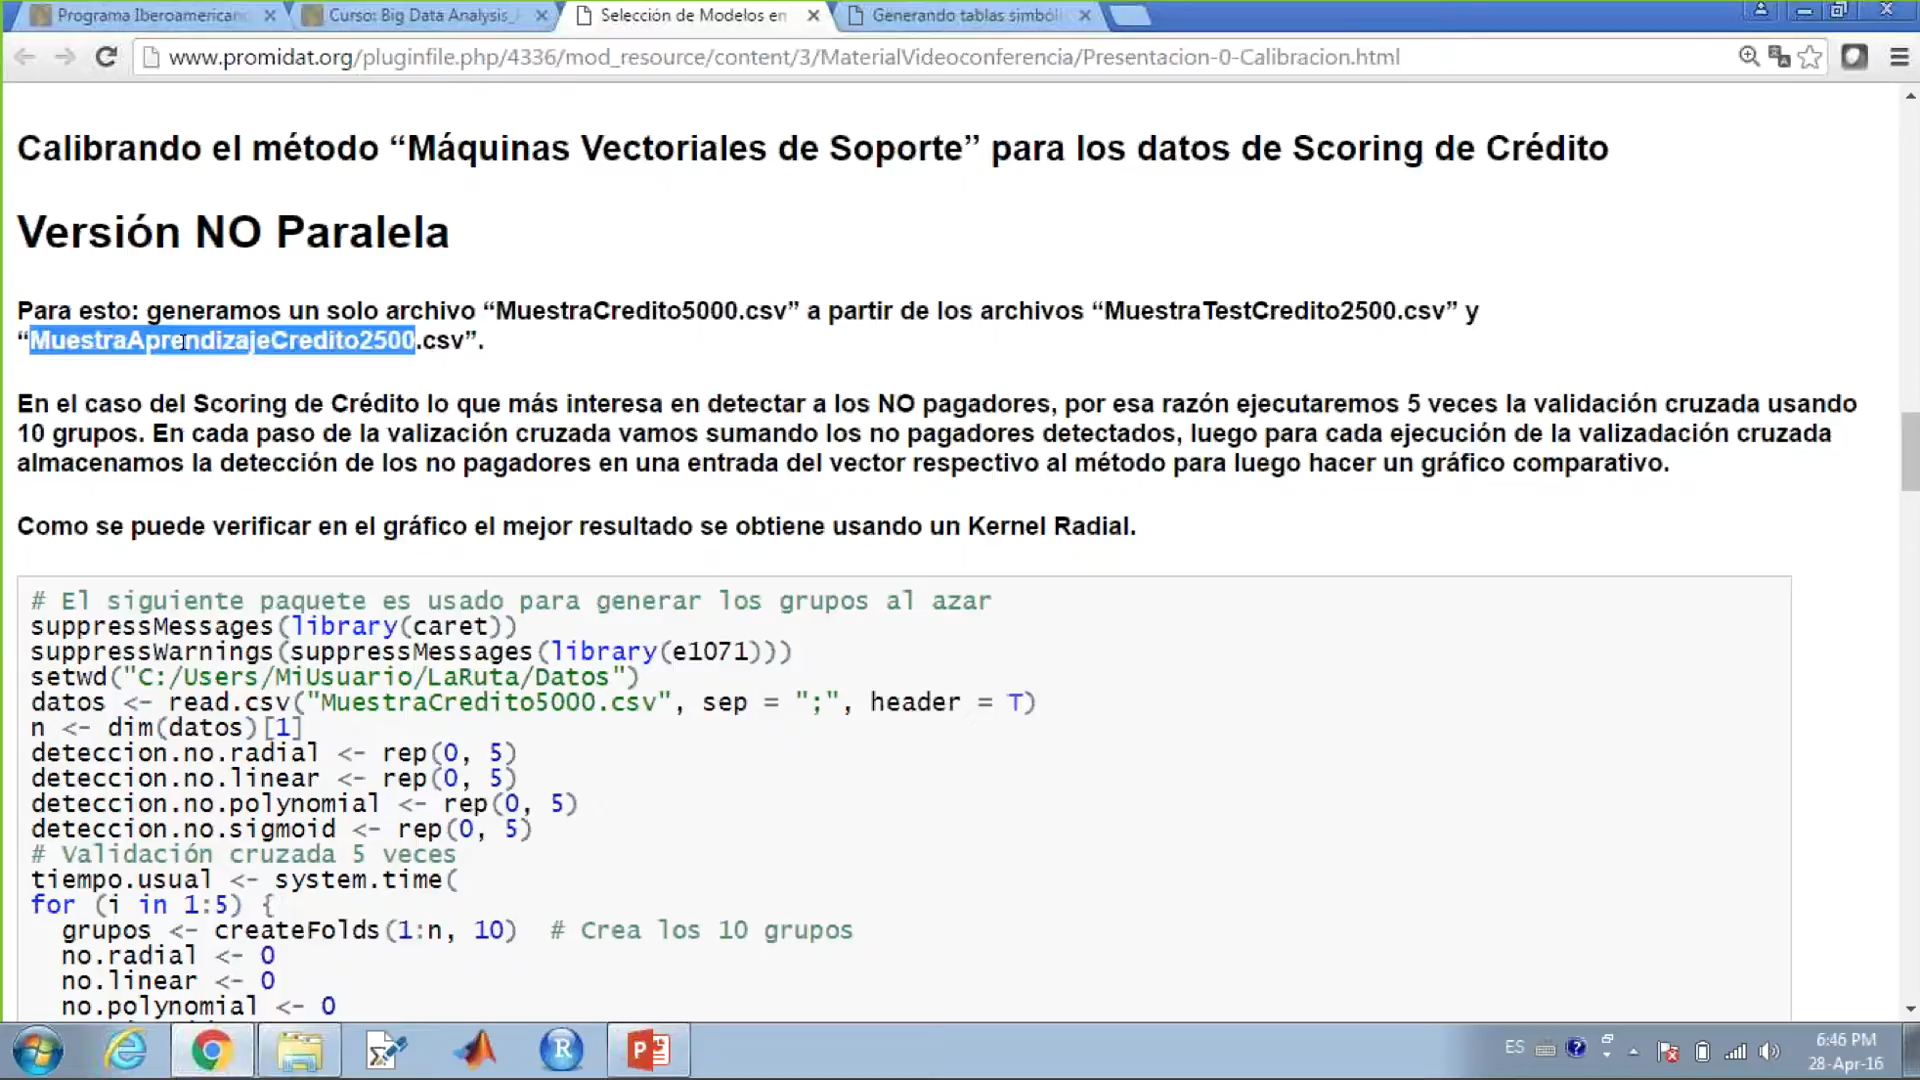 Programa Iberoamerican
Curso: Big Data Analysis_
Selección de Modelos en
Generando tablas simból
www.promidat.org/pluginfile.php/4336/mod_resource/content/3/MaterialVideoconferencia/Presentacion-0-Calibracion.html
Calibrando el método “Máquinas Vectoriales de Soporte” para los datos de Scoring de Crédito
Versión NO Paralela
Para esto: generamos un solo archivo “MuestraCredito5000.csv” a partir de los archivos “MuestraTestCredito2500.csv” y
“MuestraAprendizajeCredito2500.csv”.
En el caso del Scoring de Crédito lo que más interesa en detectar a los NO pagadores, por esa razón ejecutaremos 5 veces la validación cruzada usando
10 grupos. En cada paso de la valización cruzada vamos sumando los no pagadores detectados, luego para cada ejecución de la valizadación cruzada
almacenamos la detección de los no pagadores en una entrada del vector respectivo al método para luego hacer un gráfico comparativo.
Como se puede verificar en el gráfico el mejor resultado se obtiene usando un Kernel Radial.
# El siguiente paquete es usado para generar los grupos al azar
suppressMessages(library(caret))
suppressWarnings(suppressMessages(library(e1071)))
setwd("C:/Users/MiUsuario/LaRuta/Datos")
datos <- read.csv("MuestraCredito5000.csv", sep = ";", header = T)
n <- dim(datos)[1]
deteccion.no.radial <- rep(0, 5)
deteccion.no.linear <- rep(0, 5)
deteccion.no.polynomial <- rep(0, 5)
deteccion.no.sigmoid <- rep(0, 5)
# Validación cruzada 5 veces
tiempo.usual <- system.time(
for (i in 1:5) {
grupos <- createFolds(1:n, 10) # Crea los 10 grupos
no.radial <- 0
no.linear <- 0
no.polynomial <- 0
ES
6:46 PM
28-Apr-16